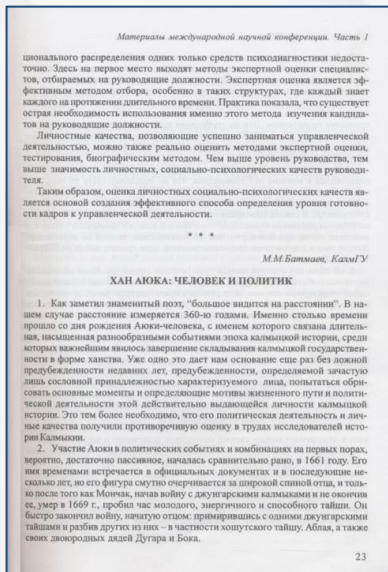 Материалы международной научной конференции. Часть 1
ционального распределения одних только средств психодиагностики недоста-
точно. Здесь на первое место выходят методы экспертной оценки специалис-
тов, отбираемых на руководящие должности. Экспертная оценка является эф-
фективным методом отбора, особенно в таких структурах, где каждый знает
каждого на протяжении длительного времени. Практика показала, что существует
острая необходимость использования именно этого метода изучения кандида-
тов на руководящие должности.
Личностные качества, позволяющие успешно заниматься управленческой
деятельностью, можно также реально оценить методами экспертной оценки,
тестирования, биографическим методом. Чем выше уровень руководства, тем
выше значимость личностных, социально-психологических качеств руководи-
теля.
Таким образом, оценка личностных социально-психологических качеств яв-
ляется основой создания эффективного способа определения уровня готовно-
сти кадров к управленческой деятельности.
* * *
М.М.Батмаев, КалмГУ
ХАН АЮКА: ЧЕЛОВЕК И ПОЛИТИК
1. Как заметил знаменитый поэт, "большое видится на расстоянии". В на-
шем случае расстояние измеряется 360-ю годами. Именно столько времени
прошло со дня рождения Аюки-человека, с именем которого связана длитель-
ная, насыщенная разнообразными событиями эпоха калмыцкой истории, среди
которых важнейшим явилось завершение складывания калмыцкой государствен-
ности в форме ханства. Уже одно это дает нам основание еще раз без ложной
предубежденности недавних лет, предубежденности, определяемой зачастую
лишь сословной принадлежностью характеризуемого лица, попытаться обри-
совать основные моменты и определяющие мотивы жизненного пути и полити-
ческой деятельности этой действительно выдающейся личности калмыцкой
истории. Это тем более необходимо, что его политическая деятельность и лич-
ные качества получили противоречивую оценку в трудах исследователей исто-
рии Калмыкии.
2. Участие Аюки в политических событиях и комбинациях на первых порах,
вероятно, достаточно пассивное, началась сравнительно рано, в 1661 году. Его
имя временами встречается в официальных документах и в последующие не-
сколько лет, но его фигура смутно очерчивается за широкой спиной отца, и толь-
ко после того как Мончак, начав войну с джунгарскими калмыками и не окончив
ее, умер в 1669 г., пробил час молодого, энергичного и способного тайши. Он
быстро закончил войну, начатую отцом: примирившись с одними джунгарскими
тайшами и разбив других из них – в частности хошутского тайшу. Аблая, а также
своих двоюродных дядей Дугара и Бока.
23